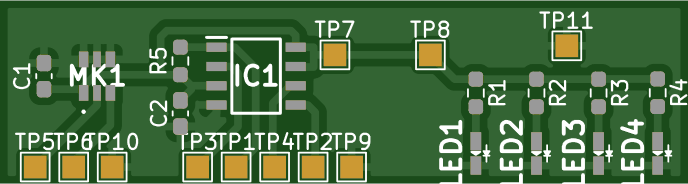 TP7
TP8
TP11
C1
MK1
R5
IC1
C2
R1
R2
R3
R4
TP5
TP6
TP10
TP3
TP1
TP4
TP2
TP9
LED1
LED2
LED3
LED4